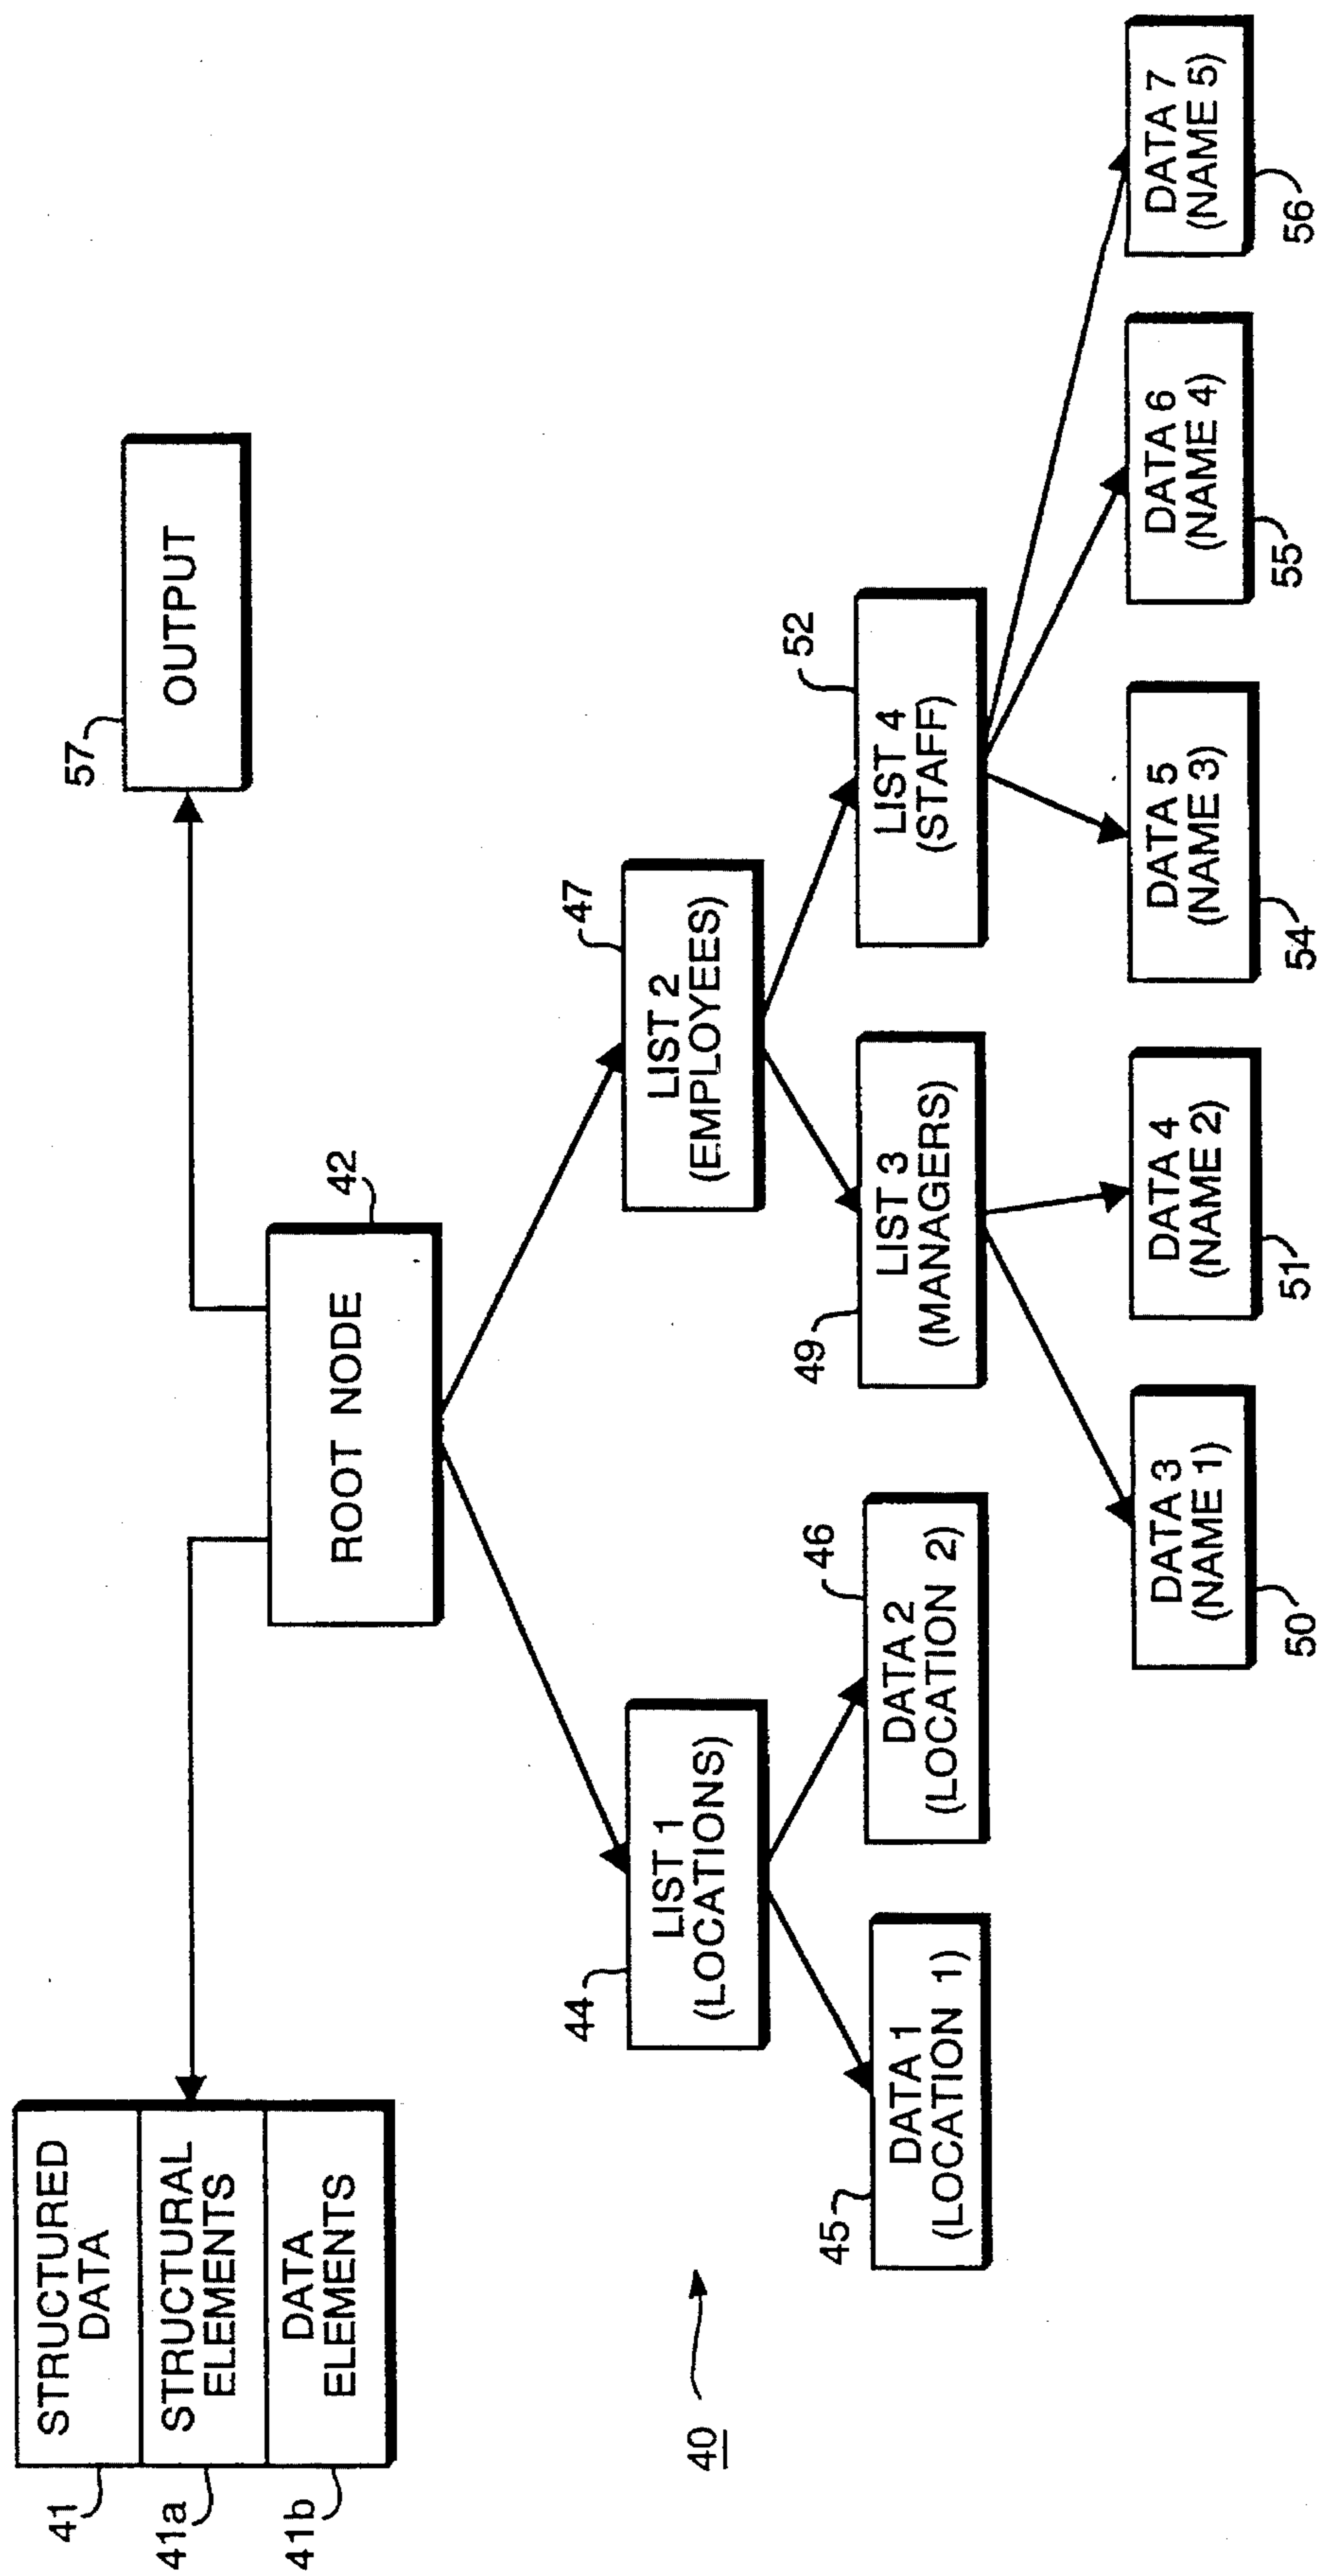 41
STRUCTURED
DATA
41a
STRUCTURAL
ELEMENTS
41b
DATA
ELEMENTS
57
OUTPUT
42
ROOT NODE
44
LIST 1
(LOCATIONS)
47
LIST 2
(EMPLOYEES)
40
45
DATA 1
(LOCATION 1)
46
DATA 2
(LOCATION 2)
49
LIST 3
(MANAGERS)
52
LIST 4
(STAFF)
DATA 3
(NAME 1)
50
DATA 4
(NAME 2)
51
DATA 5
(NAME 3)
54
DATA 6
(NAME 4)
55
DATA 7
(NAME 5)
56